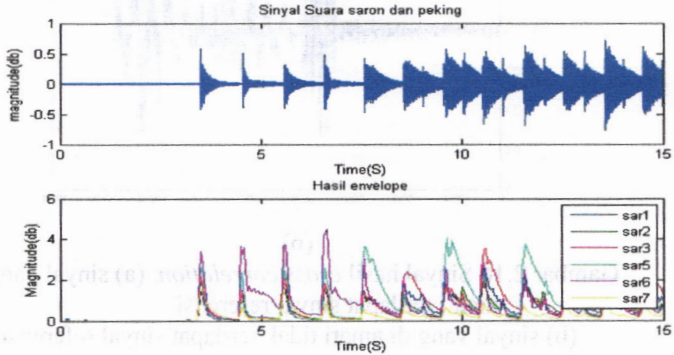 Sinyal Suara saron dan peking
1
0.5
0
-0.5
-1
magnitude(db)
0
5
10
15
Time(S)
Hasil envelope
6
4
2
0
Magnitude(db)
sar1
sar2
sar3
sar5
sar6
sar7
0
5
10
15
Time(S)